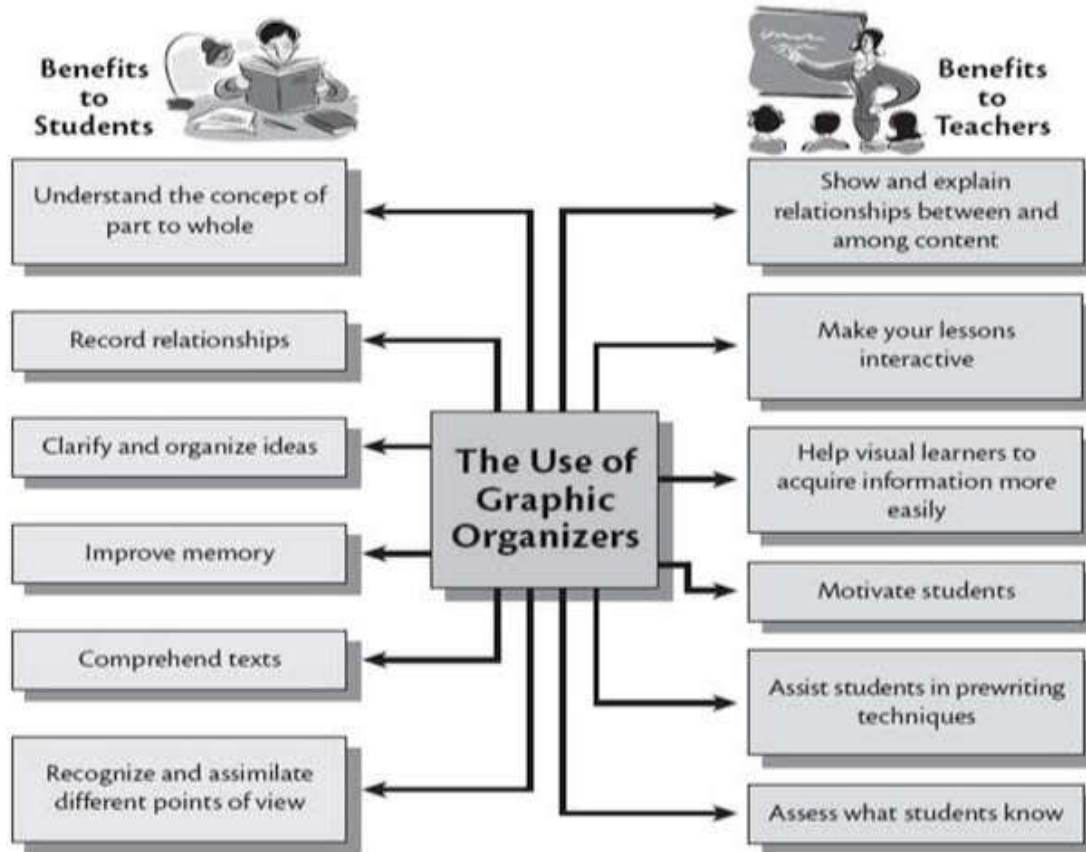 Benefits
to
Students
Understand the concept of
part to whole
Record relationships
Clarify and organize ideas
Improve memory
Comprehend texts
Recognize and assimilate
different points of view
The Use of
Graphic
Organizers
Benefits
to
Teachers
Show and explain
relationships between and
among content
Make your lessons
interactive
Help visual learners to
acquire information more
easily
Motivate students
Assist students in prewriting
techniques
Assess what students know